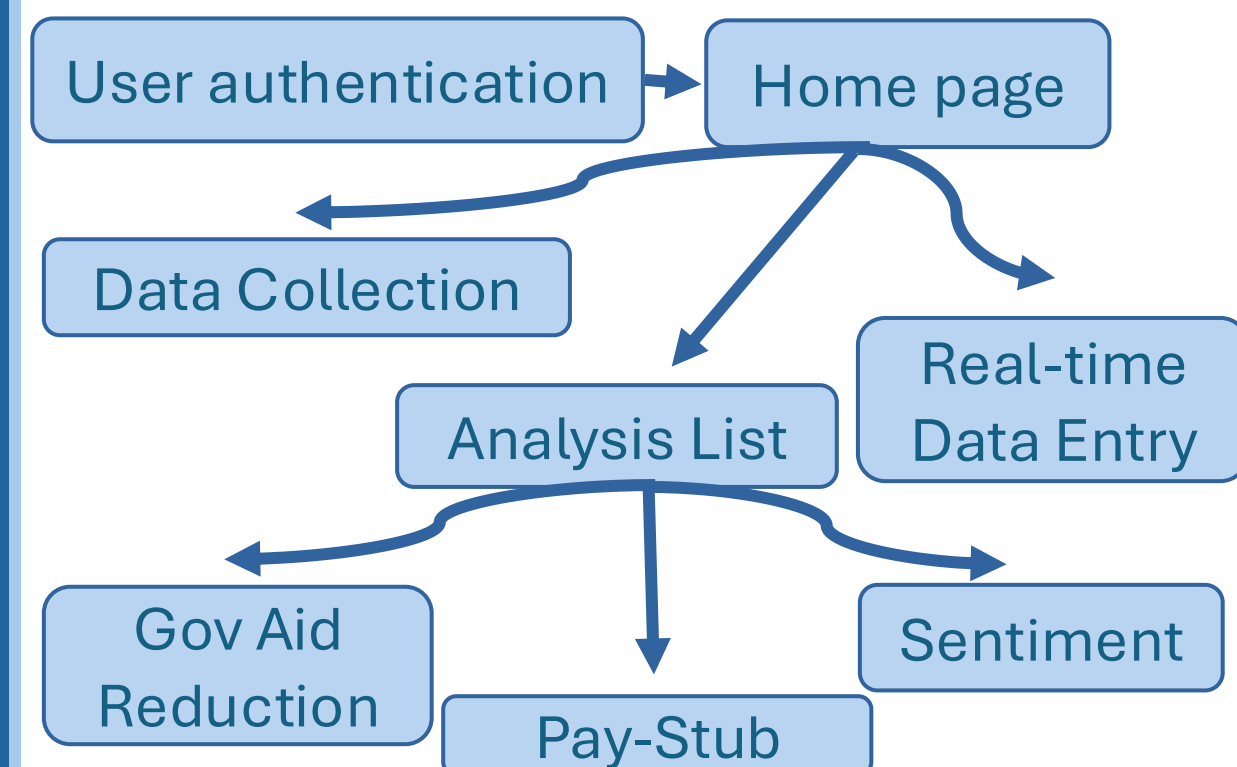 User authentication
Home page
Data Collection
Real-time
Data Entry
Analysis List
Gov Aid
Reduction
Sentiment
Pay-Stub